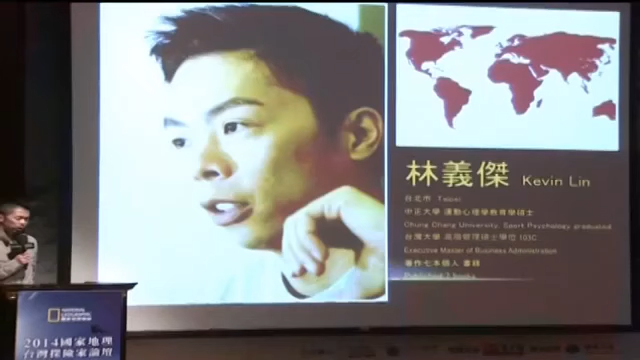 林義傑 Kevin Lin
台北市 Taipei
中正大學 運動心理學教育學碩士
Chung Cheng University, Sport Psychology graduated
台灣大學 高階管理碩士學位 103C
Executive Master of Business Administration
著作七本個人 書籍
Published 7 books
NATIONAL
GEOGRAPHIC
2014國家地理
台灣探險家論壇